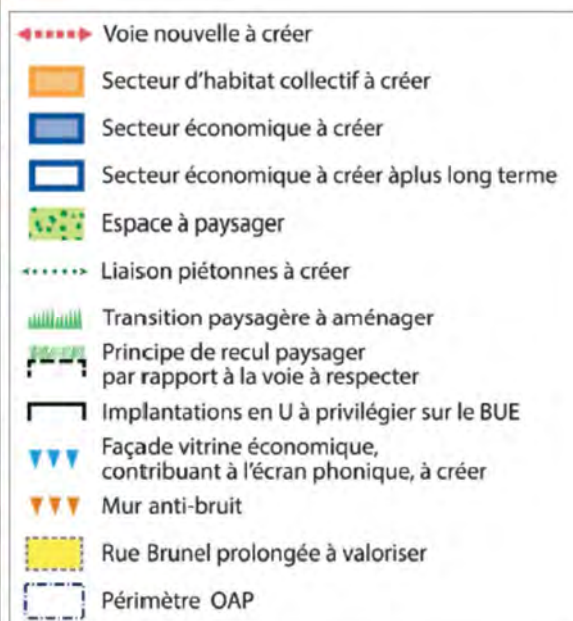 Voie nouvelle à créer
Secteur d'habitat collectif à créer
Secteur économique à créer
Secteur économique à créer àplus long terme
Espace à paysager
Liaison piétonnes à créer
Transition paysagère à aménager
Principe de recul paysager
par rapport à la voie à respecter
Implantations en U à privilégier sur le BUE
Façade vitrine économique,
contribuant à l'écran phonique, à créer
Mur anti-bruit
Rue Brunel prolongée à valoriser
Périmètre OAP